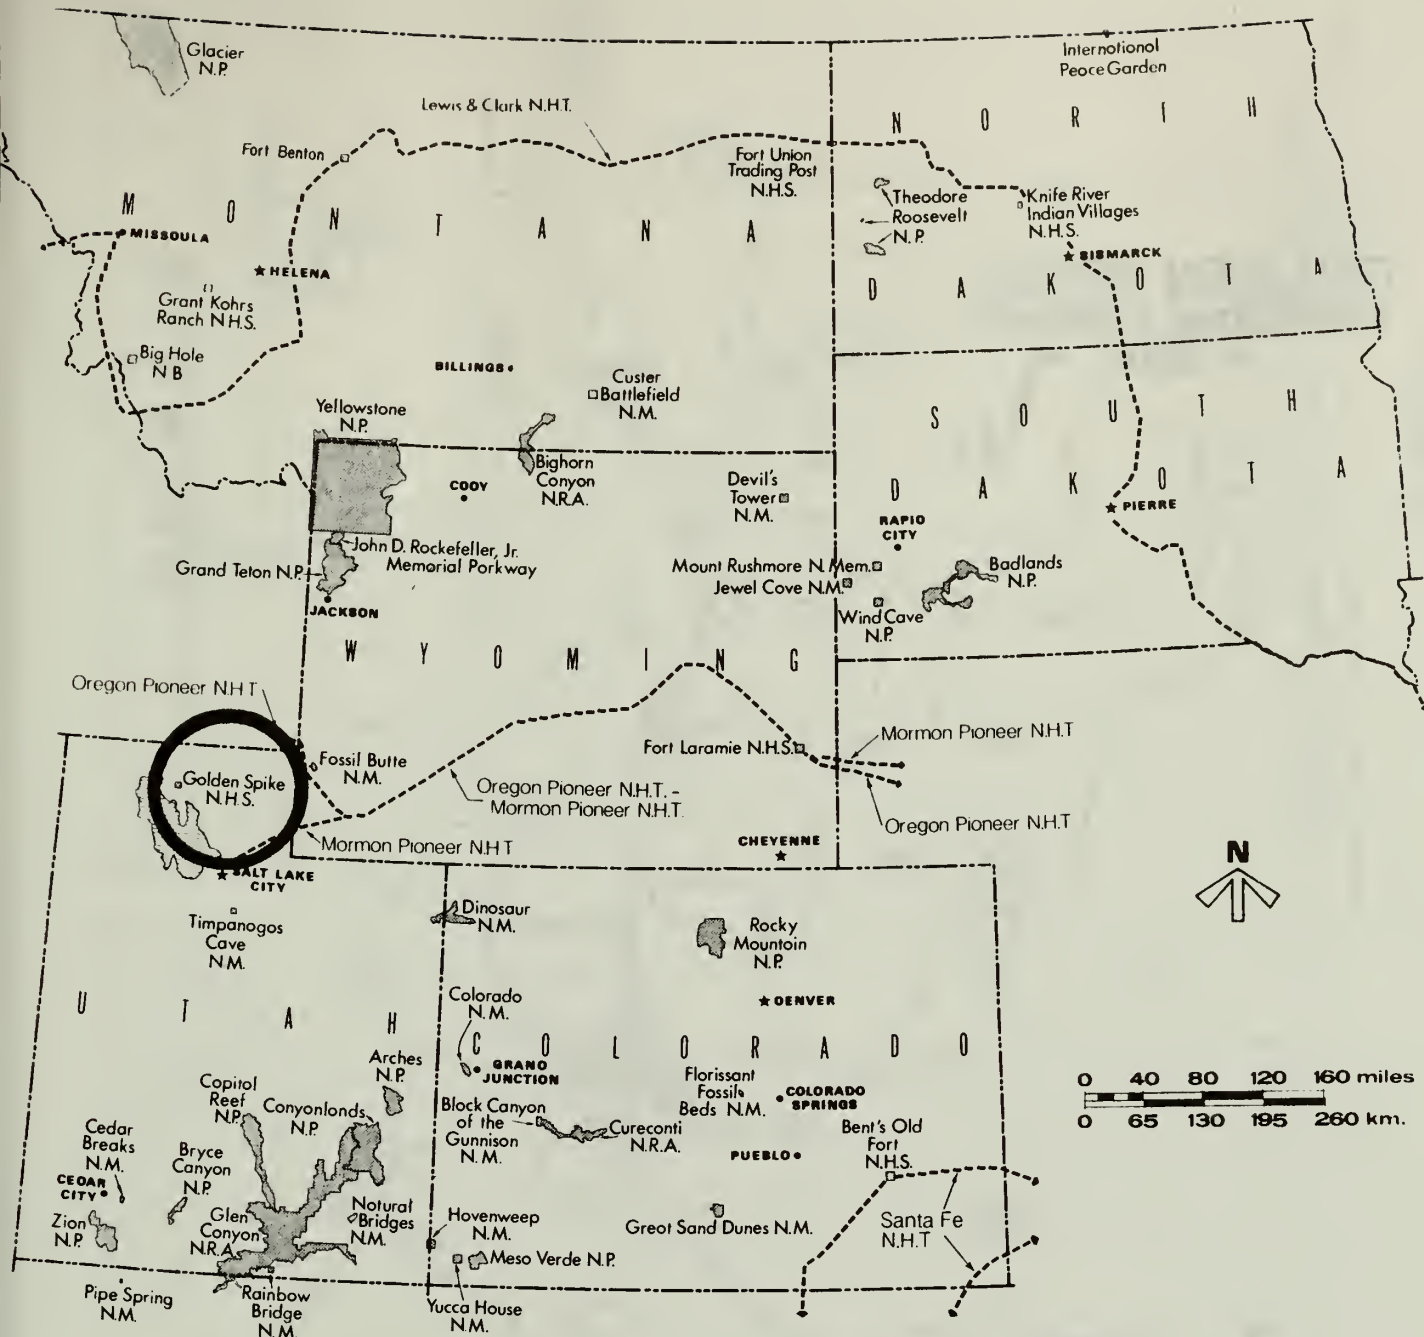 Glacier
N.P.
International
Peace Garden
Lewis & Clark N.H.T.
N O R T H
Fort Benton
Fort Union
Trading Post
N.H.S.
Theodore
Roosevelt
N.P.
Knife River
Indian Villages
N.H.S.
M O N T A N A
MISSOULA
HELENA
BISMARCK
D A K O T A
Grant Kohrs
Ranch N.H.S.
Big Hole
N B
BILLINGS
Custer
Battlefield
N.M.
S O U T H
Yellowstone
N.P.
Bighorn
Canyon
N.R.A.
CODY
Devil's
Tower
N.M.
D A K O T A
RAPID
CITY
PIERRE
John D. Rockefeller, Jr.
Memorial Parkway
Grand Teton N.P.
JACKSON
Mount Rushmore N.Mem.
Jewel Cave N.M.
Wind Cave
N.P.
Badlands
N.P.
W Y O M I N G
Oregon Pioneer N.H.T
Fossil Butte
N.M.
Golden Spike
N.H.S.
Fort Laramie N.H.S.
Mormon Pioneer N.H.T
Oregon Pioneer N.H.T. -
Mormon Pioneer N.H.T.
Oregon Pioneer N.H.T
Mormon Pioneer N.H.T
CHEYENNE
N
SALT LAKE
CITY
Timpanogos
Cave
N.M.
Dinosaur
N.M.
Rocky
Mountain
N.P.
DENVER
U T A H
Colorado
N.M.
C O L O R A D O
GRAND
JUNCTION
Arches
N.P.
Capitol
Reef
N.P.
Canyonlands
N.P.
Black Canyon
of the
Gunnison
N.M.
Curecanti
N.R.A.
Florissant
Fossil
Beds N.M.
COLORADO
SPRINGS
0 40 80 120 160 miles
0 65 130 195 260 km.
Cedar
Breaks
N.M.
Bryce
Canyon
N.P.
CEDAR
CITY
PUEBLO
Bent's Old
Fort
N.H.S.
Zion
N.P.
Glen
Canyon
N.R.A.
Natural
Bridges
N.M.
Hovenweep
N.M.
Mesa Verde N.P.
Great Sand Dunes N.M.
Santa Fe
N.H.T
Pipe Spring
N.M.
Rainbow
Bridge
N.M.
Yucca House
N.M.